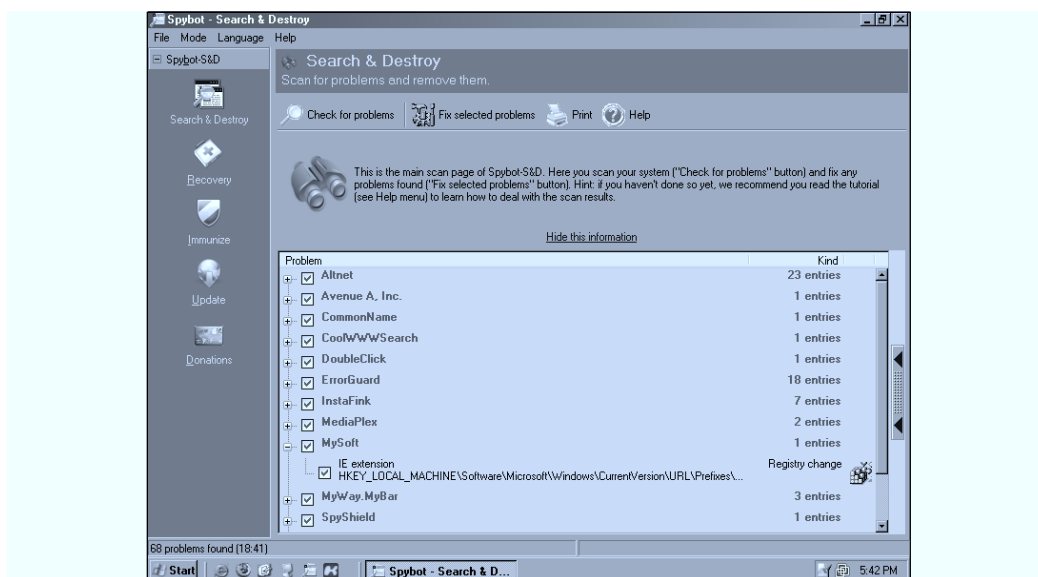 Spybot - Search & Destroy
File Mode Language Help
Spybot-S&D
Search & Destroy
Recovery
Immunize
Update
Donations
Search & Destroy
Scan for problems and remove them.
Check for problems Fix selected problems Print Help
This is the main scan page of Spybot-S&D. Here you scan your system ("Check for problems" button) and fix any
problems found ("Fix selected problems" button). Hint: if you haven't done so yet, we recommend you read the tutorial
(see Help menu) to learn how to deal with the scan results.
Hide this information
Problem Kind
Altnet 23 entries
Avenue A, Inc. 1 entries
CommonName 1 entries
CoolWWWSearch 1 entries
DoubleClick 1 entries
ErrorGuard 18 entries
InstaFink 7 entries
MediaPlex 2 entries
MySoft 1 entries
IE extension Registry change
HKEY_LOCAL_MACHINE\Software\Microsoft\Windows\CurrentVersion\URL\Prefixes\...
MyWay.MyBar 3 entries
SpyShield 1 entries
68 problems found (18:41)
Start Spybot - Search & D... 5:42 PM